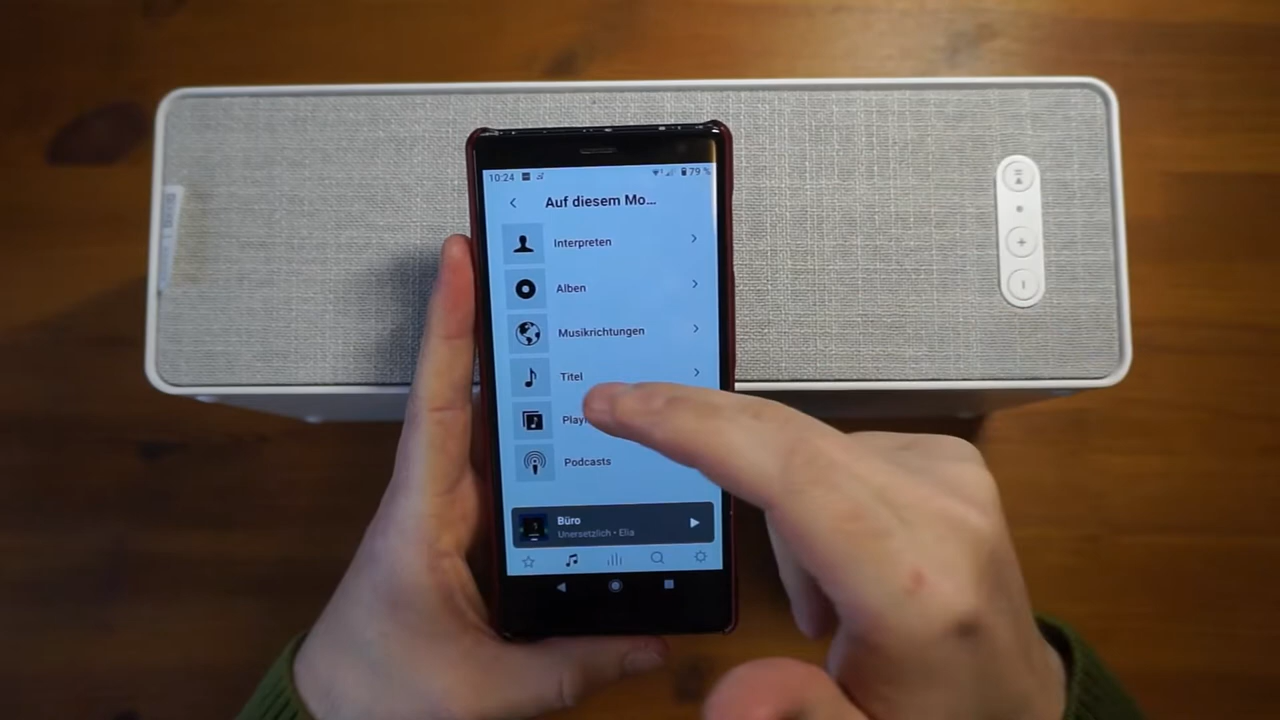 10:24
79 %
Auf diesem Mo...
Interpreten
Alben
Musikrichtungen
Titel
Podcasts
Büro
Unersetzlich • Elia